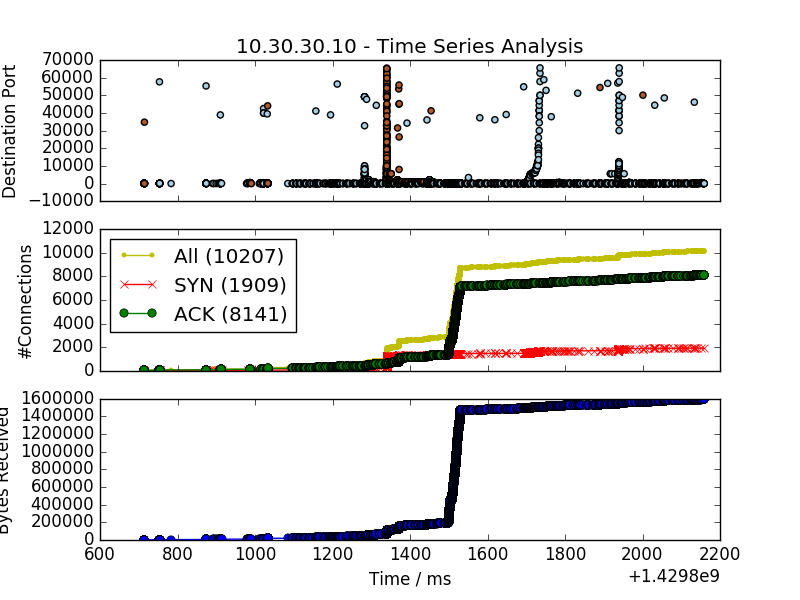 10.30.30.10 - Time Series Analysis
Destination Port
70000
60000
50000
40000
30000
20000
10000
0
−10000
#Connections
12000
10000
8000
6000
4000
2000
0
All (10207)
SYN (1909)
ACK (8141)
Bytes Received
1600000
1400000
1200000
1000000
800000
600000
400000
200000
0
600 800 1000 1200 1400 1600 1800 2000 2200
Time / ms
+1.4298e9